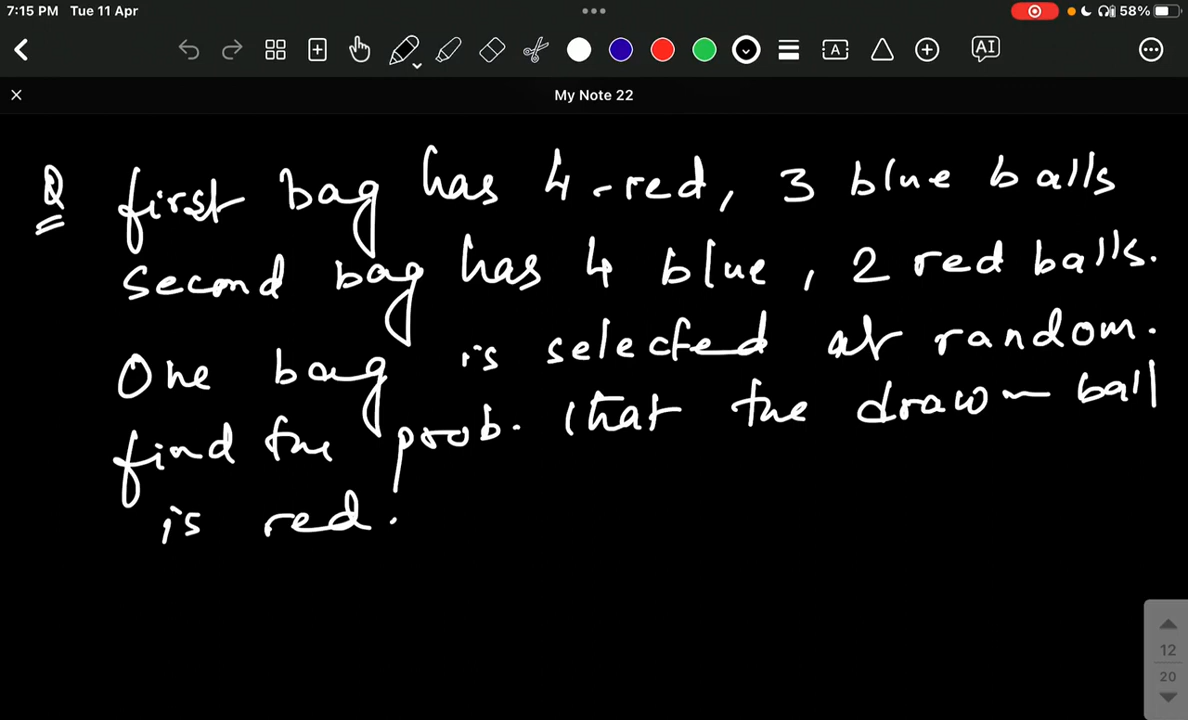 7:15 PM Tue 11 Apr
58%
A
AI
My Note 22
Q first bag has 4-red, 3 blue balls
second bag has 4 blue, 2 red balls.
One bag is selected at random.
find the prob. that the drawn ball
is red.
12
20